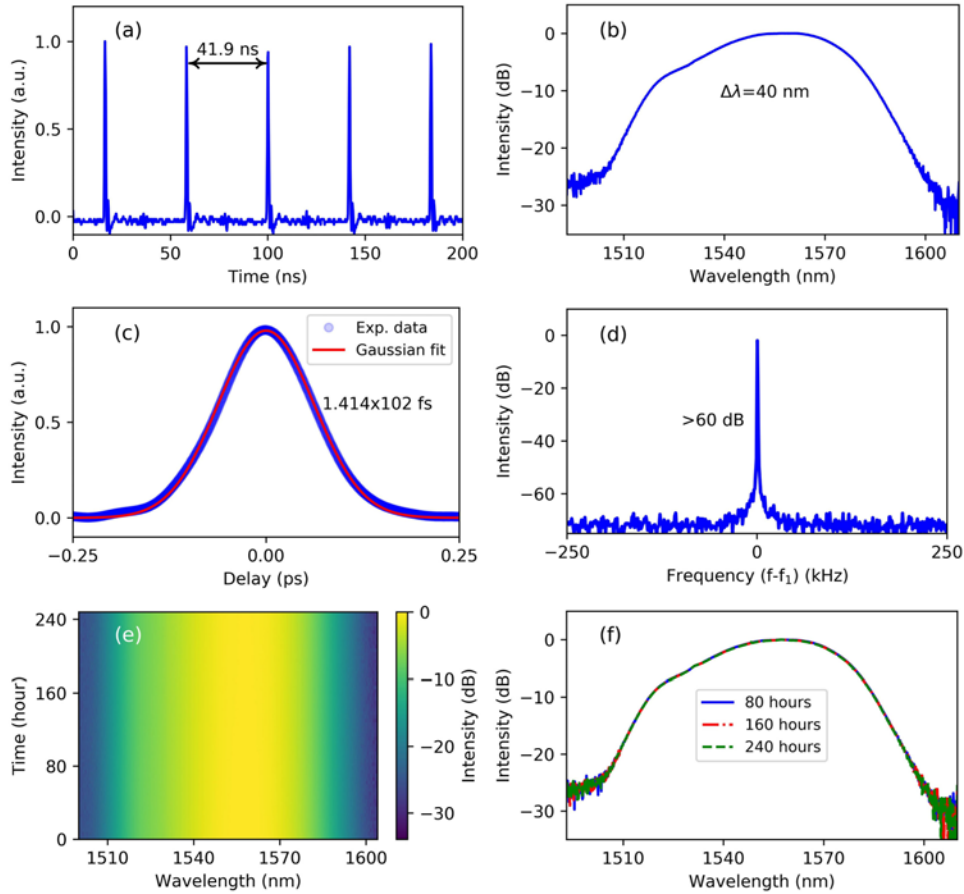 (a)
41.9 ns
1.0
0.5
0.0
Intensity (a.u.)
0 50 100 150 200
Time (ns)
(b)
Δλ=40 nm
0
−10
−20
−30
Intensity (dB)
1510 1540 1570 1600
Wavelength (nm)
(c)
Exp. data
Gaussian fit
1.414x102 fs
1.0
0.5
0.0
Intensity (a.u.)
−0.25 0.00 0.25
Delay (ps)
(d)
>60 dB
0
−20
−40
−60
Intensity (dB)
−250 0 250
Frequency (f-f₁) (kHz)
(e)
240
160
80
0
Time (hour)
1510 1540 1570 1600
Wavelength (nm)
0
−10
−20
−30
Intensity (dB)
(f)
80 hours
160 hours
240 hours
0
−10
−20
−30
Intensity (dB)
1510 1540 1570 1600
Wavelength (nm)